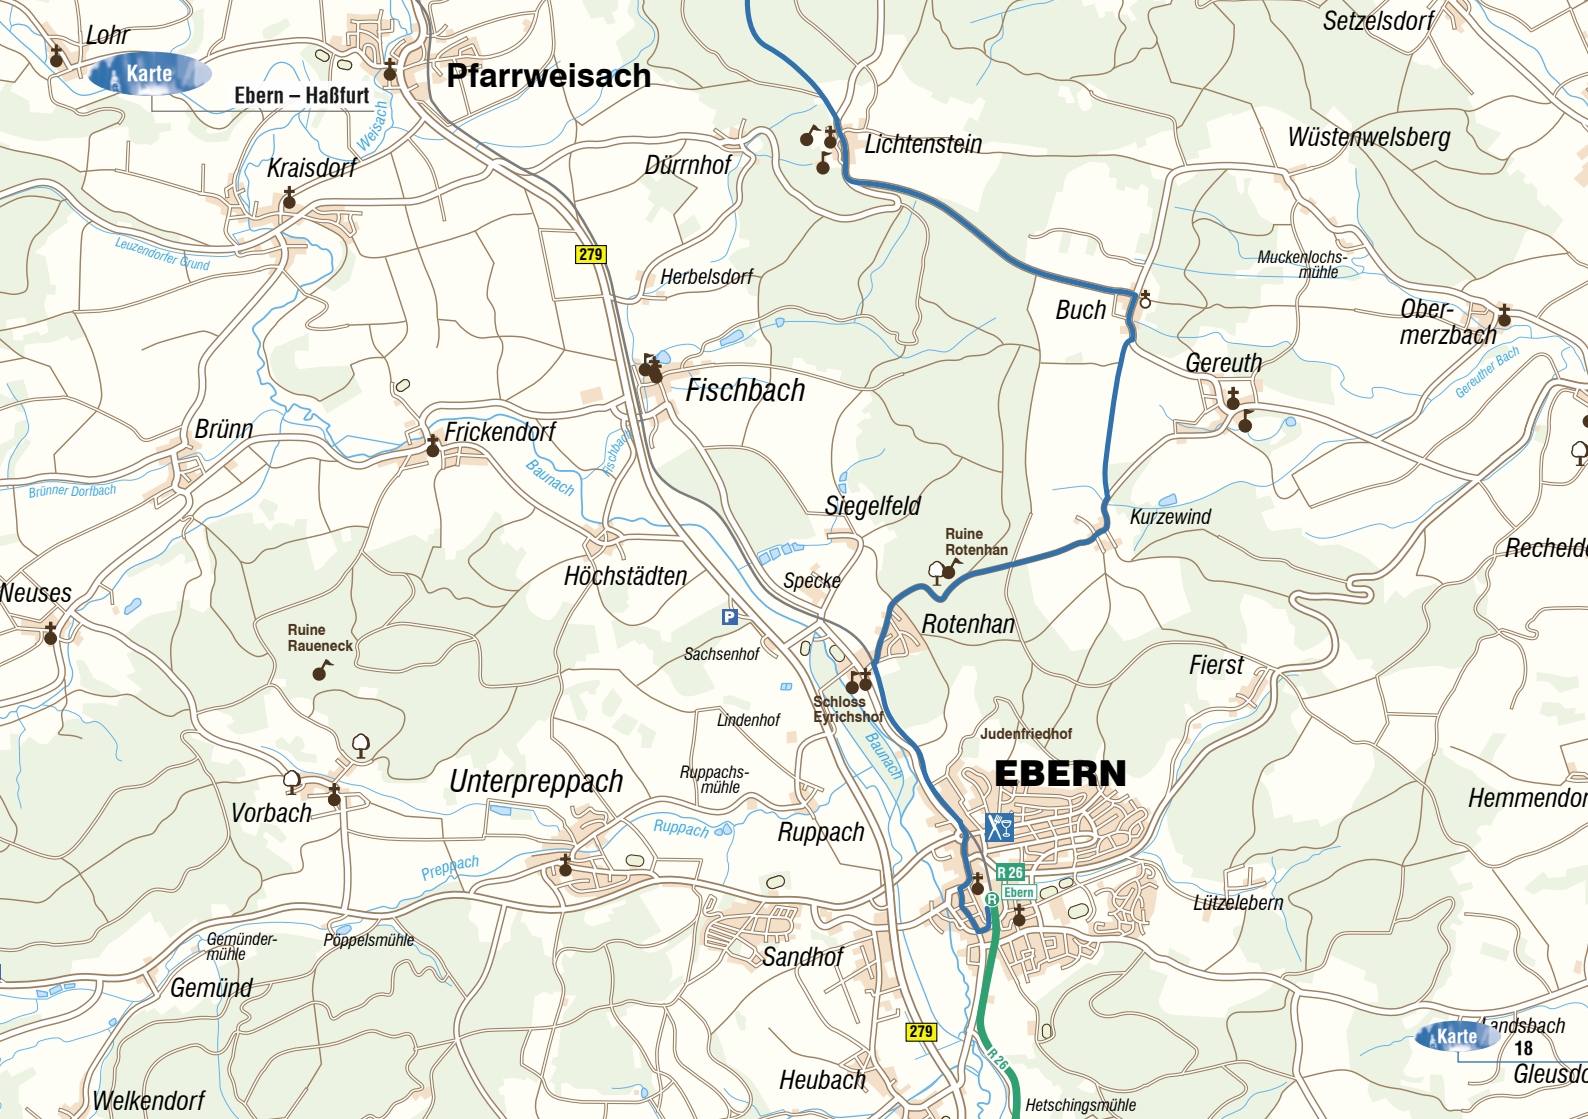 Lohr
Setzelsdorf
Karte
Ebern – Haßfurt
Pfarrweisach
Weisach
Lichtenstein
Wüstenwelsberg
Dürrnhof
Kraisdorf
Leuzendorfer Grund
279
Herbelsdorf
Muckenlochs-
mühle
Buch
Ober-
merzbach
Gereuth
Gereuther Bach
Fischbach
Brünn
Frickendorf
Fischbach
Baunach
Brünner Dorfbach
Siegelfeld
Kurzewind
Ruine
Rotenhan
Höchstädten
Specke
Neuses
P
Rotenhan
Ruine
Raueneck
Sachsenhof
Fierst
Schloss
Eyrichshof
Lindenhof
Judenfriedhof
Baunach
EBERN
Unterpreppach
Ruppachs-
mühle
Vorbach
Ruppach
Ruppach
Preppach
R 26
Ebern
R
Lützelebern
Gemünder-
mühle
Pöppelsmühle
Sandhof
Gemünd
279
Karte
18
R 26
Heubach
Welkendorf
Hetschingsmühle